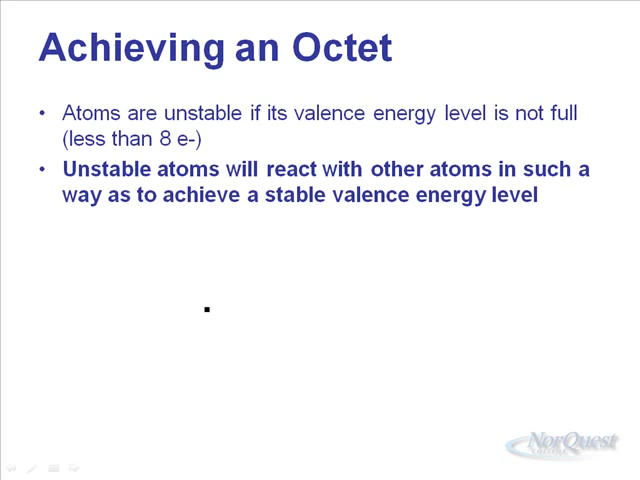 Achieving an Octet
• Atoms are unstable if its valence energy level is not full
(less than 8 e-)
• Unstable atoms will react with other atoms in such a
way as to achieve a stable valence energy level
NorQuest
COLLEGE